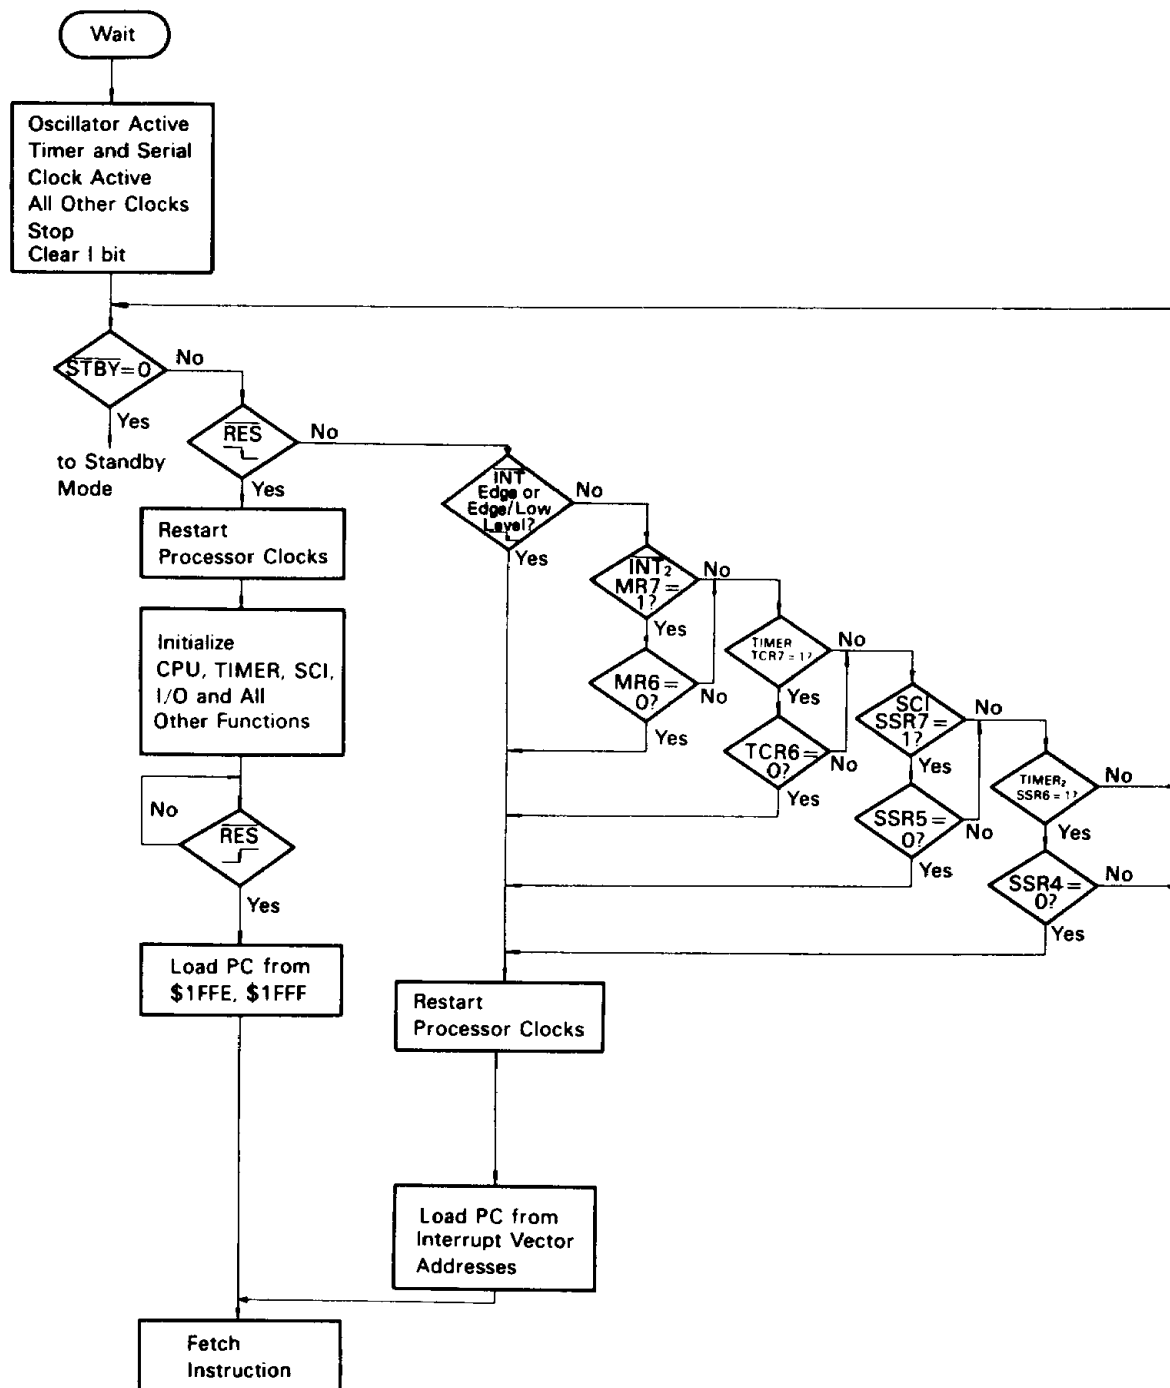 Wait
Oscillator Active
Timer and Serial
Clock Active
All Other Clocks
Stop
Clear I bit
STBY=0
No
Yes
to Standby
Mode
RES
No
Yes
Restart
Processor Clocks
Initialize
CPU, TIMER, SCI,
I/O and All
Other Functions
No
RES
Yes
Load PC from
$1FFE, $1FFF
INT
Edge or
Edge/Low
Level?
No
Yes
INT2
MR7=
1?
No
Yes
MR6=
0?
No
Yes
TIMER
TCR7=1?
No
Yes
TCR6=
0?
No
Yes
SCI
SSR7=
1?
No
Yes
SSR5=
0?
No
Yes
TIMER2
SSR6=1?
No
Yes
SSR4=
0?
No
Yes
Restart
Processor Clocks
Load PC from
Interrupt Vector
Addresses
Fetch
Instruction